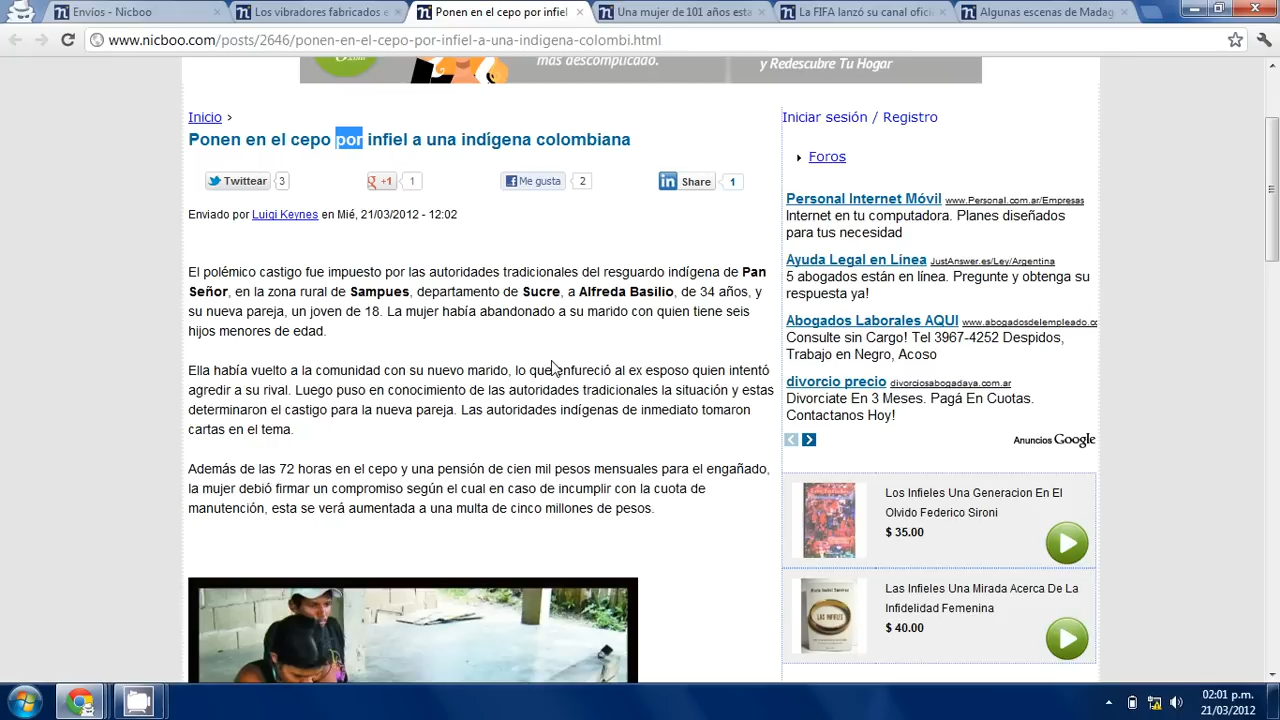 Envíos - Nicboo
Los vibradores fabricados e
Ponen en el cepo por infiel
Una mujer de 101 años esta
La FIFA lanzó su canal ofici
Algunas escenas de Madag
www.nicboo.com/posts/2646/ponen-en-el-cepo-por-infiel-a-una-indigena-colombi.html
más descomplicado.
y Redescubre Tu Hogar
Inicio ›
Ponen en el cepo por infiel a una indígena colombiana
Twittear 3
+1 1
Me gusta 2
in Share 1
Enviado por Luigi Keynes en Mié, 21/03/2012 - 12:02
El polémico castigo fue impuesto por las autoridades tradicionales del resguardo indígena de Pan
Señor, en la zona rural de Sampues, departamento de Sucre, a Alfreda Basilio, de 34 años, y
su nueva pareja, un joven de 18. La mujer había abandonado a su marido con quien tiene seis
hijos menores de edad.
Ella había vuelto a la comunidad con su nuevo marido, lo que enfureció al ex esposo quien intentó
agredir a su rival. Luego puso en conocimiento de las autoridades tradicionales la situación y estas
determinaron el castigo para la nueva pareja. Las autoridades indígenas de inmediato tomaron
cartas en el tema.
Además de las 72 horas en el cepo y una pensión de cien mil pesos mensuales para el engañado,
la mujer debió firmar un compromiso según el cual en caso de incumplir con la cuota de
manutención, esta se verá aumentada a una multa de cinco millones de pesos.
Iniciar sesión / Registro
Foros
Personal Internet Móvil www.Personal.com.ar/Empresas
Internet en tu computadora. Planes diseñados
para tus necesidad
Ayuda Legal en Línea JustAnswer.es/Ley/Argentina
5 abogados están en línea. Pregunte y obtenga su
respuesta ya!
Abogados Laborales AQUI www.abogadosdelempleado.cc
Consulte sin Cargo! Tel 3967-4252 Despidos,
Trabajo en Negro, Acoso
divorcio precio divorciosabogadaya.com.ar
Divorciate En 3 Meses. Pagá En Cuotas.
Contactanos Hoy!
Anuncios Google
Los Infieles Una Generacion En El
Olvido Federico Sironi
$ 35.00
Las Infieles Una Mirada Acerca De La
Infidelidad Femenina
$ 40.00
LAS INFIELES
02:01 p.m.
21/03/2012